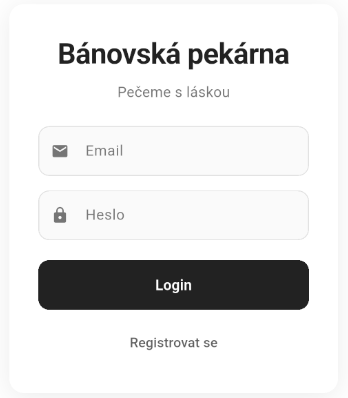 Bánovská pekárna
Pečeme s láskou
Email
Heslo
Login
Registrovat se